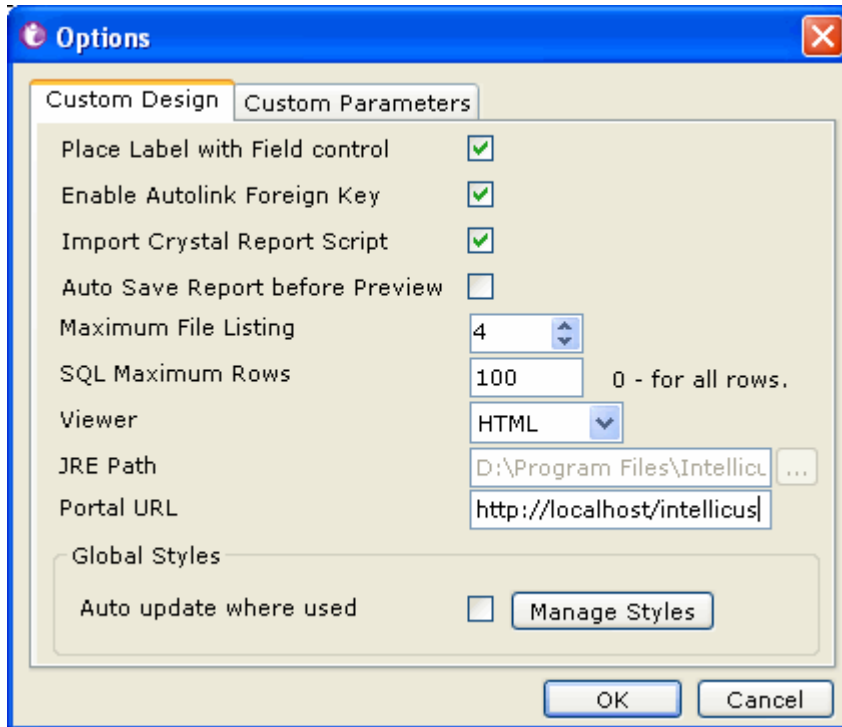 Options
Custom Design Custom Parameters
Place Label with Field control
Enable Autolink Foreign Key
Import Crystal Report Script
Auto Save Report before Preview
Maximum File Listing 4
SQL Maximum Rows 100 0 - for all rows.
Viewer HTML
JRE Path D:\Program Files\Intellicu ...
Portal URL http://localhost/intellicus
Global Styles
Auto update where used Manage Styles
OK Cancel